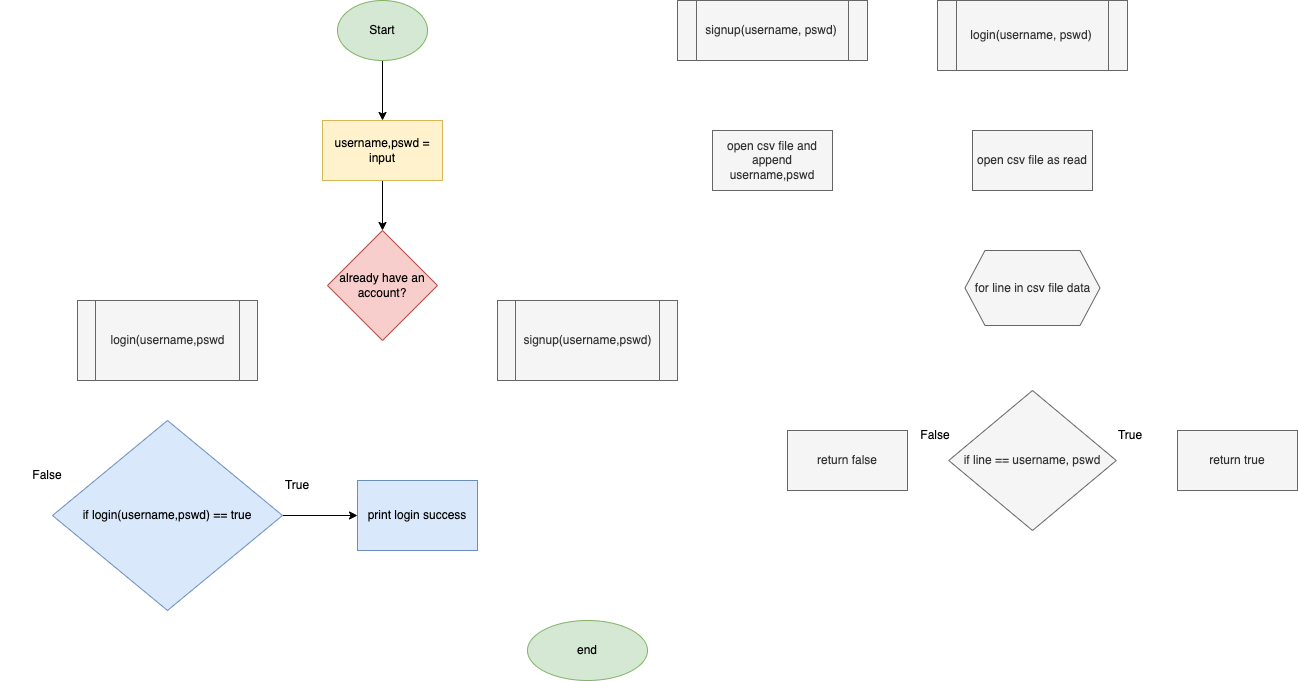 Start
signup(username, pswd)
login(username, pswd)
username,pswd =
input
open csv file and
append
username,pswd
open csv file as read
already have an
account?
for line in csv file data
login(username,pswd
signup(username,pswd)
False
if line == username, pswd
True
return false
return true
False
True
if login(username,pswd) == true
print login success
end